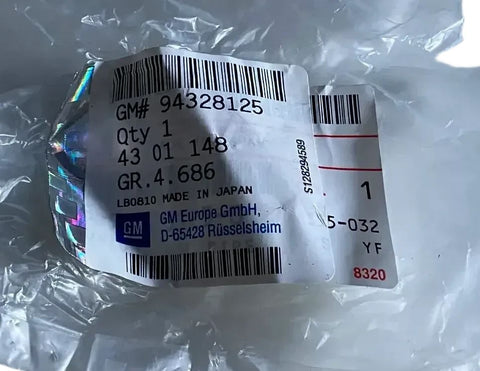 GM# 94328125
Qty 1
43 01 148
GR.4.686
LB0810 MADE IN JAPAN
GM
GM Europe GmbH,
D-65428 Rüsselsheim
S128294589
1
5-032
YF
8320